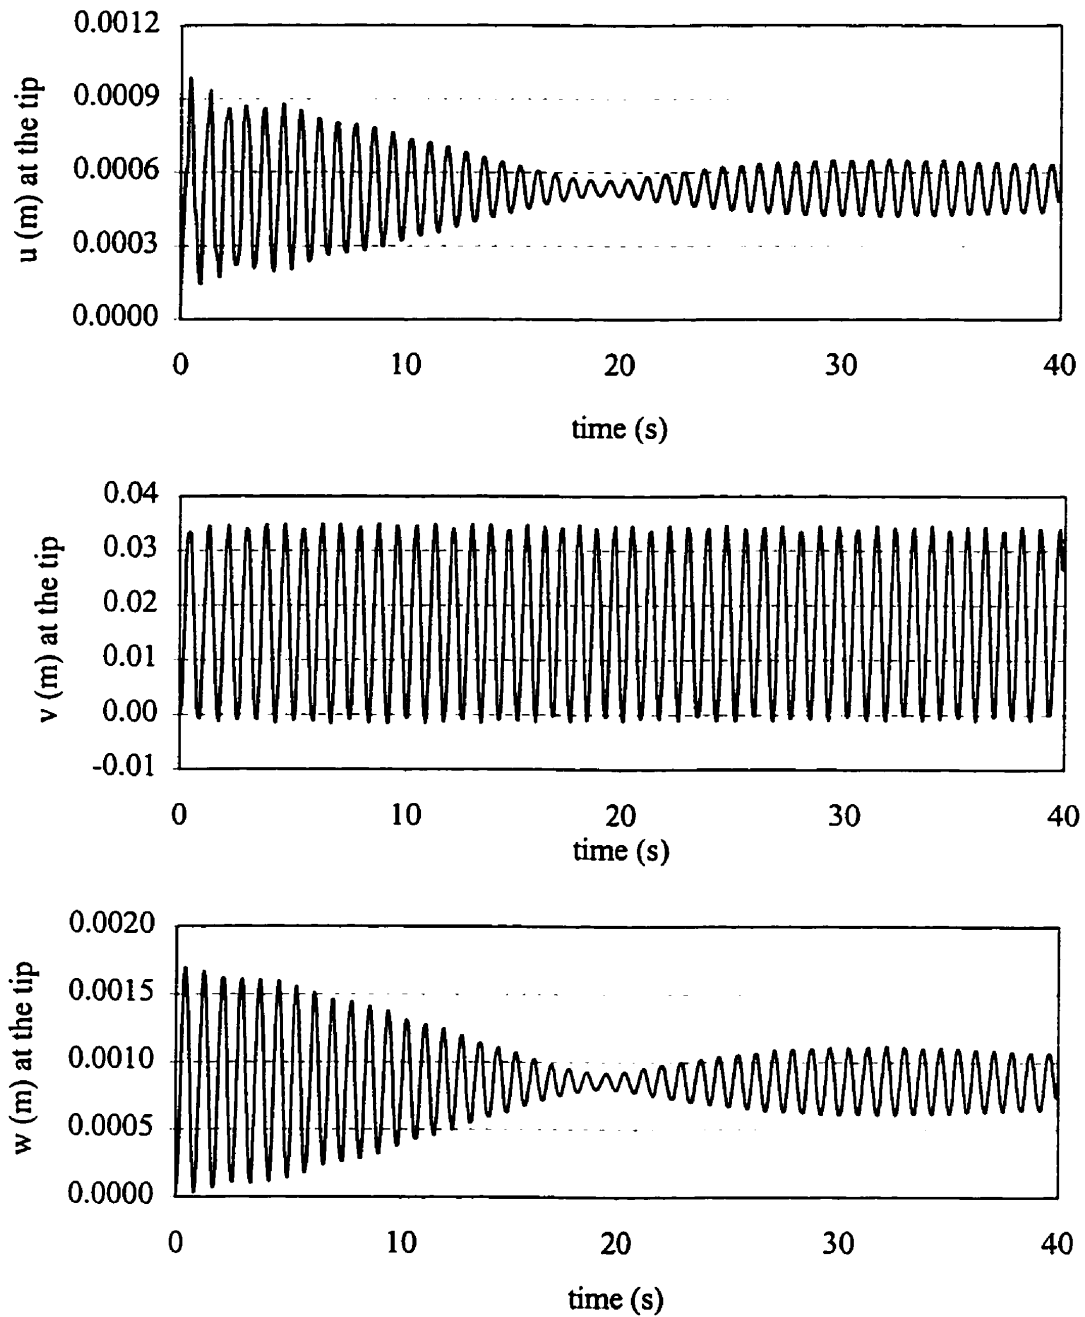 0.0012
0.0009
0.0006
0.0003
0.0000
u (m) at the tip
0 10 20 30 40
time (s)
0.04
0.03
0.02
0.01
0.00
-0.01
v (m) at the tip
0 10 20 30 40
time (s)
0.0020
0.0015
0.0010
0.0005
0.0000
w (m) at the tip
0 10 20 30 40
time (s)